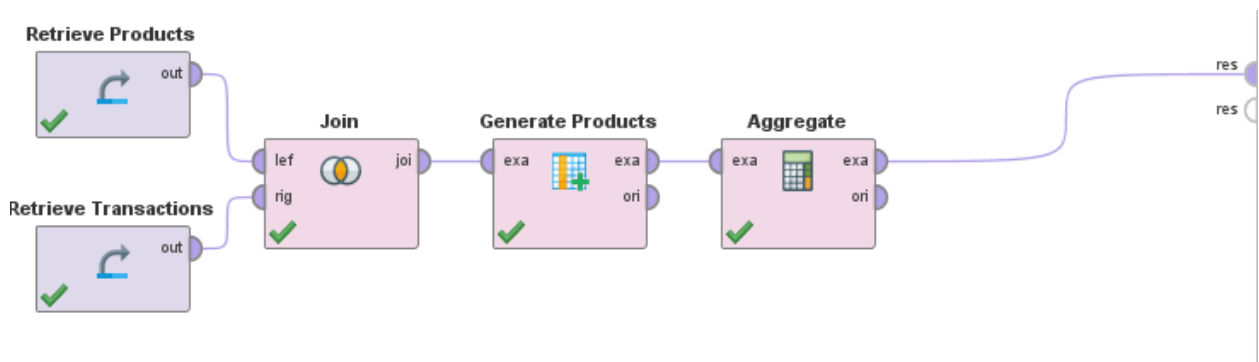 Retrieve Products
out
res
res
Join
Generate Products
Aggregate
lef
joi
exa
exa
exa
exa
rig
ori
ori
Retrieve Transactions
out